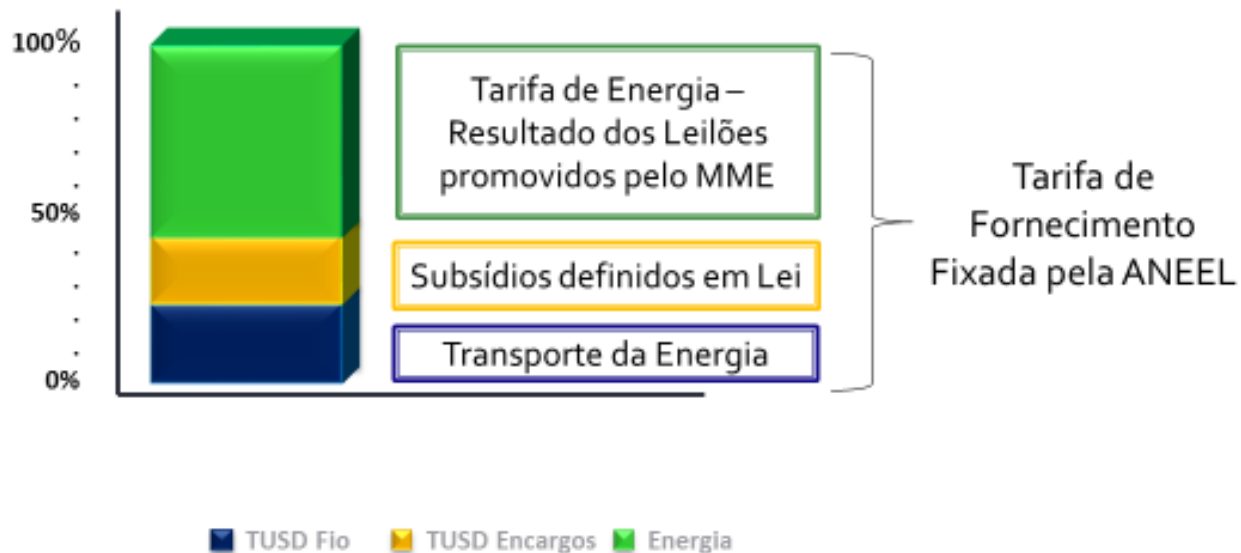 100%
50%
0%
Tarifa de Energia –
Resultado dos Leilões
promovidos pelo MME
Subsídios definidos em Lei
Transporte da Energia
Tarifa de
Fornecimento
Fixada pela ANEEL
TUSD Fio TUSD Encargos Energia